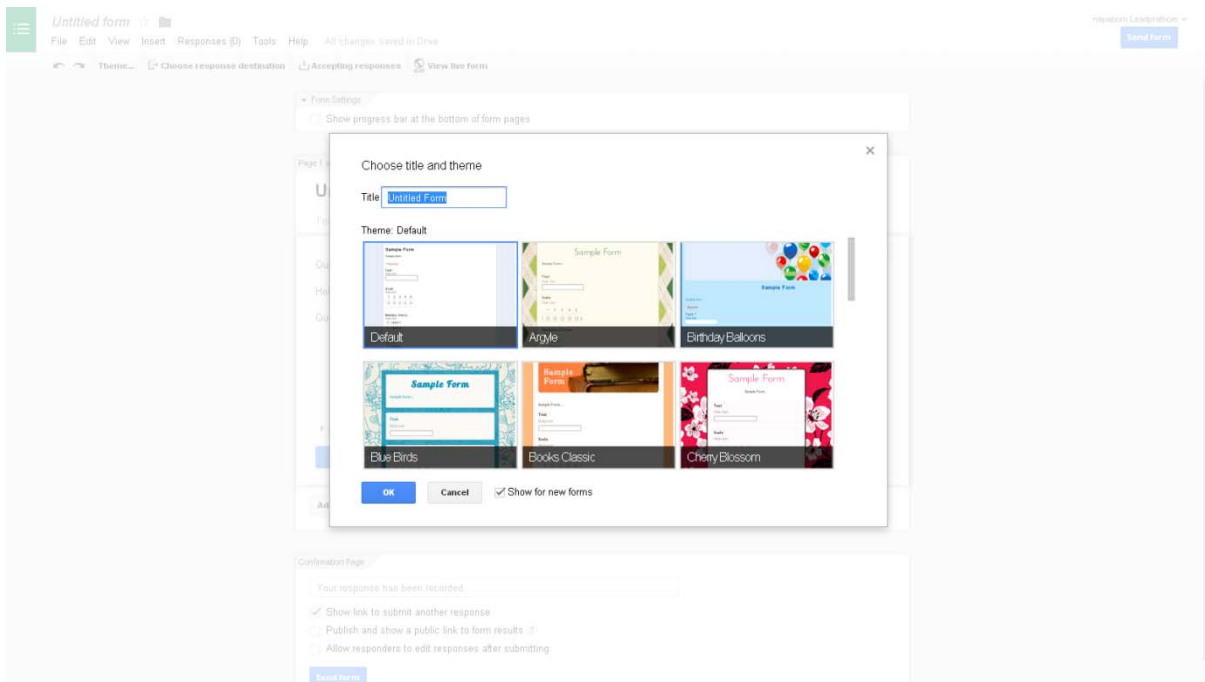 Untitled form
File Edit View Insert Responses (0) Tools Help All changes saved in Drive
Send form
Theme... Choose response destination Accepting responses View live form
Form Settings
Show progress bar at the bottom of form pages
Page 1
Choose title and theme
Title Untitled Form
Theme: Default
Sample Form
Sample Form
Sample Form
Default
Argyle
Birthday Balloons
Sample Form
Sample Form
Sample Form
Blue Birds
Books Classic
Cherry Blossom
OK Cancel Show for new forms
Confirmation Page
Your response has been recorded.
Show link to submit another response
Publish and show a public link to form results
Allow responders to edit responses after submitting
Send form